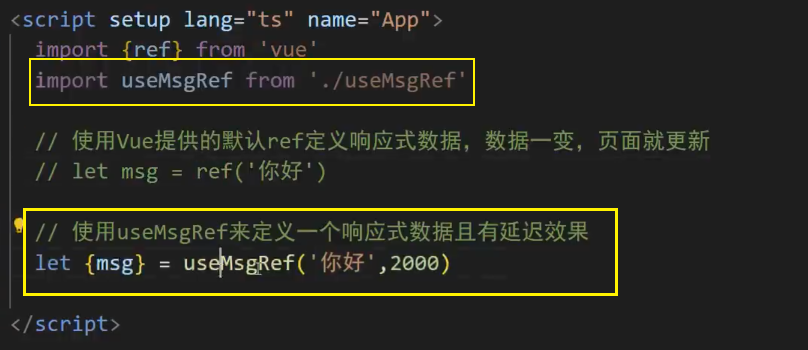 <script setup lang="ts" name="App">
import {ref} from 'vue'
import useMsgRef from './useMsgRef'
// 使用Vue提供的默认ref定义响应式数据，数据一变，页面就更新
// let msg = ref('你好')
// 使用useMsgRef来定义一个响应式数据且有延迟效果
let {msg} = useMsgRef('你好',2000)
</script>